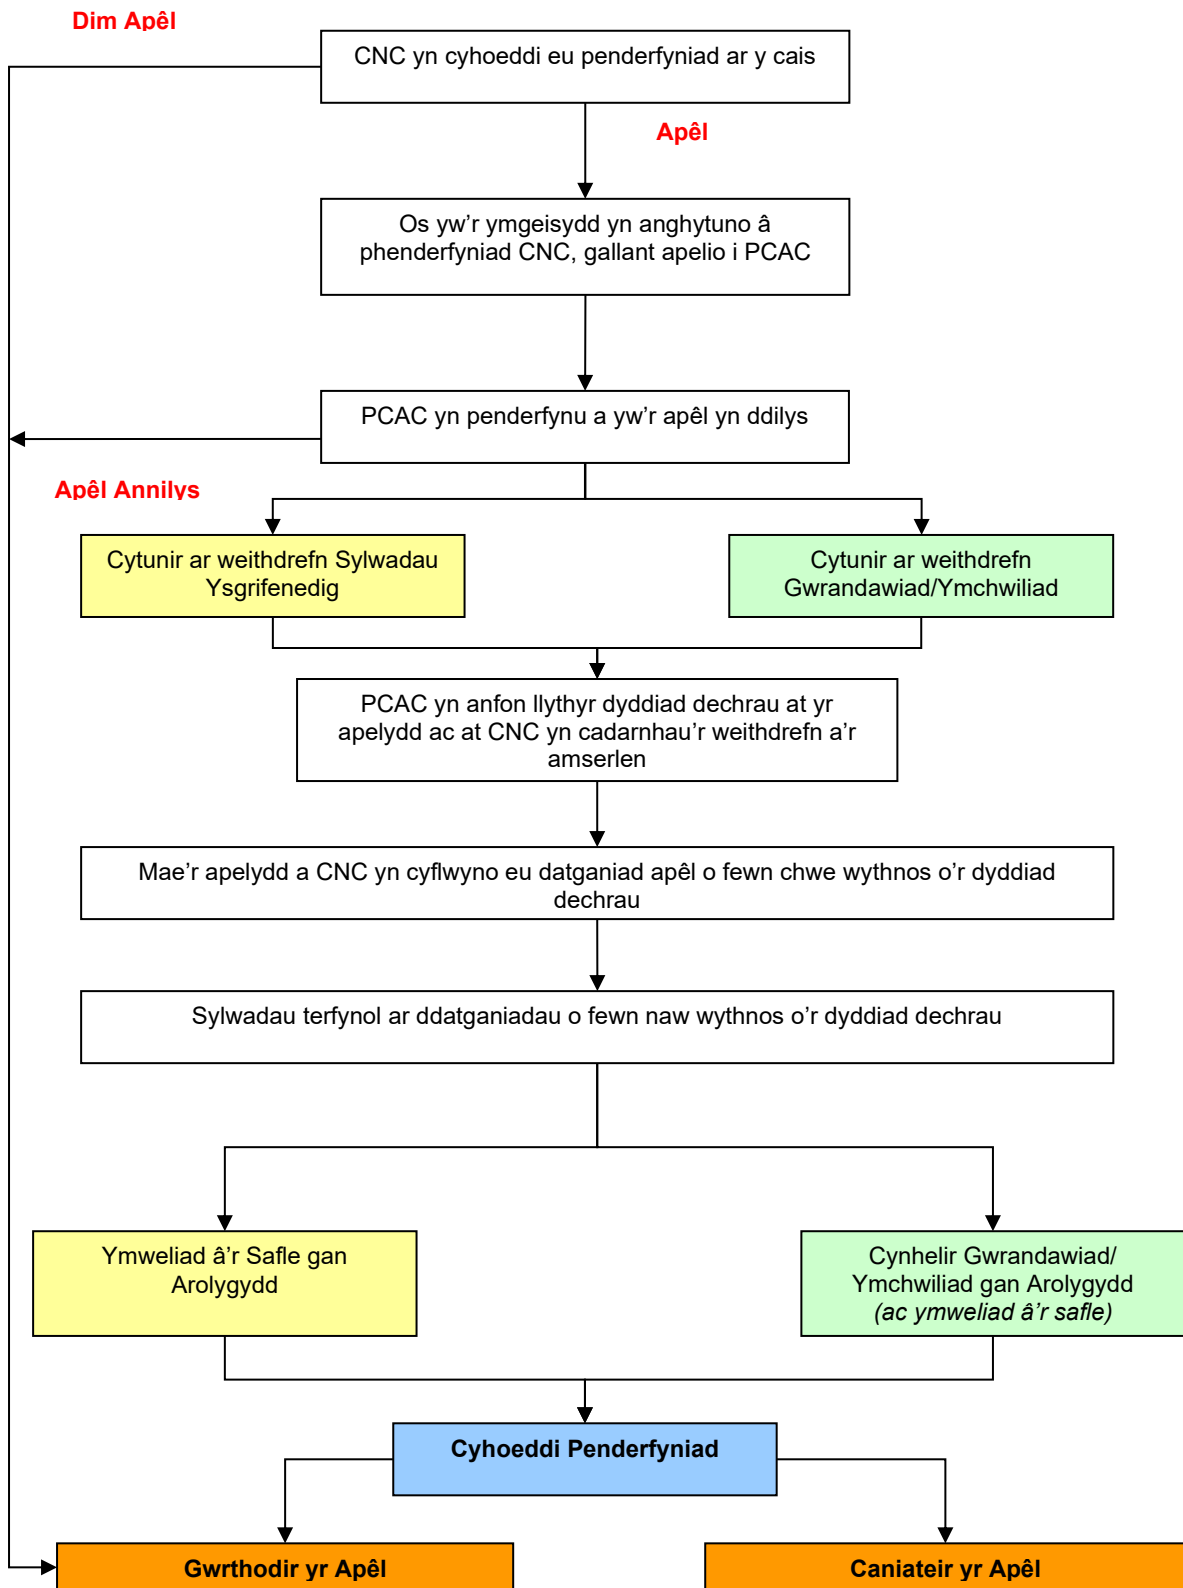 Dim Apêl
CNC yn cyhoeddi eu penderfyniad ar y cais
Apêl
Os yw'r ymgeisydd yn anghytuno â
phenderfyniad CNC, gallant apelio i PCAC
PCAC yn penderfynu a yw'r apêl yn ddilys
Apêl Annilys
Cytunir ar weithdrefn Sylwadau
Ysgrifenedig
Cytunir ar weithdrefn
Gwrandawiad/Ymchwiliad
PCAC yn anfon llythyr dyddiad dechrau at yr
apelydd ac at CNC yn cadarnhau'r weithdrefn a'r
amserlen
Mae'r apelydd a CNC yn cyflwyno eu datganiad apêl o fewn chwe wythnos o'r dyddiad
dechrau
Sylwadau terfynol ar ddatganiadau o fewn naw wythnos o'r dyddiad dechrau
Ymweliad â'r Safle gan
Arolygydd
Cynhelir Gwrandawiad/
Ymchwiliad gan Arolygydd
(ac ymweliad â'r safle)
Cyhoeddi Penderfyniad
Gwrthodir yr Apêl
Caniateir yr Apêl